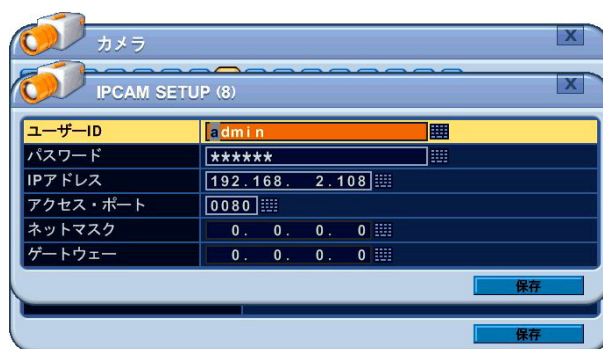 カメラ
X
IPCAM SETUP (8)
X
ユーザーID admin
パスワード ******
IPアドレス 192.168. 2.108
アクセス・ポート 0080
ネットマスク 0. 0. 0. 0
ゲートウェー 0. 0. 0. 0
保存
保存